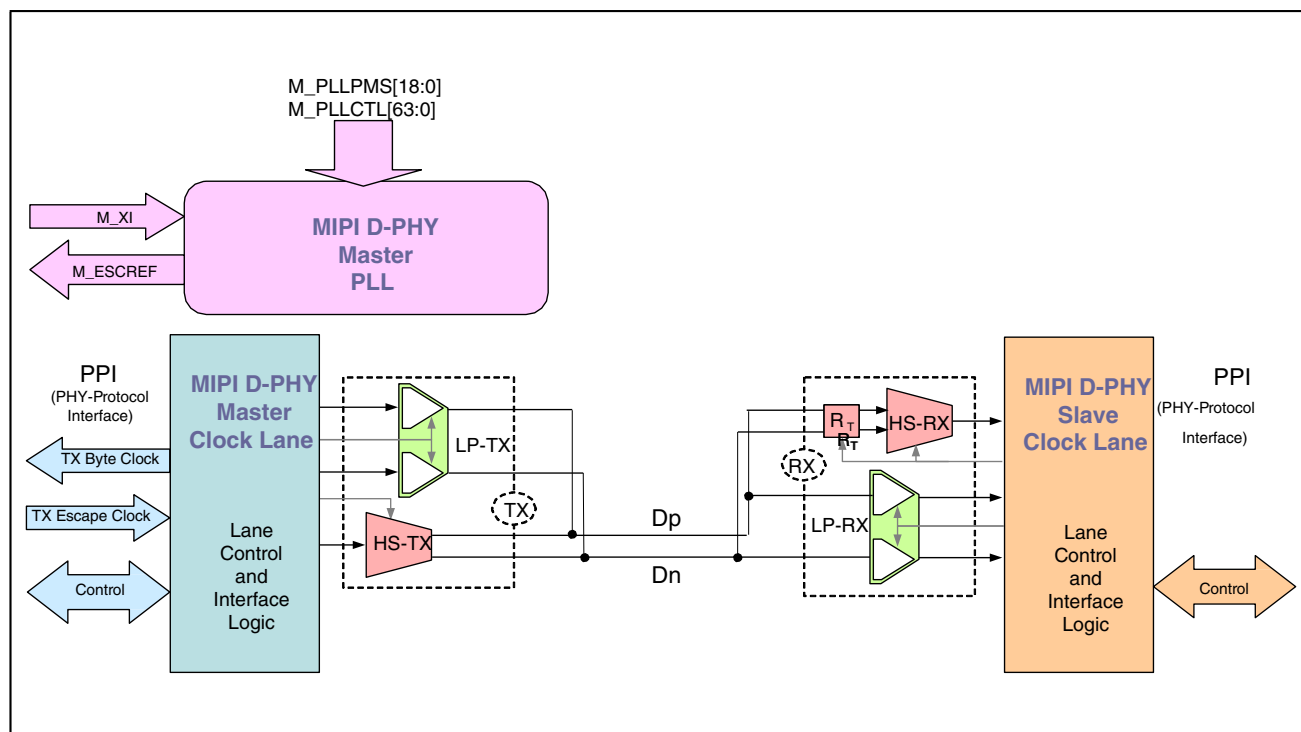 M_PLLPMS[18:0]
M_PLLCTL[63:0]
M_XI
M_ESCREF
MIPI D-PHY
Master
PLL
PPI
(PHY-Protocol
Interface)
TX Byte Clock
TX Escape Clock
Control
MIPI D-PHY
Master
Clock Lane
Lane
Control
and
Interface
Logic
LP-TX
HS-TX
TX
Dp
Dn
RX
RT
RT
HS-RX
LP-RX
MIPI D-PHY
Slave
Clock Lane
Lane
Control
and
Interface
Logic
PPI
(PHY-Protocol
Interface)
Control